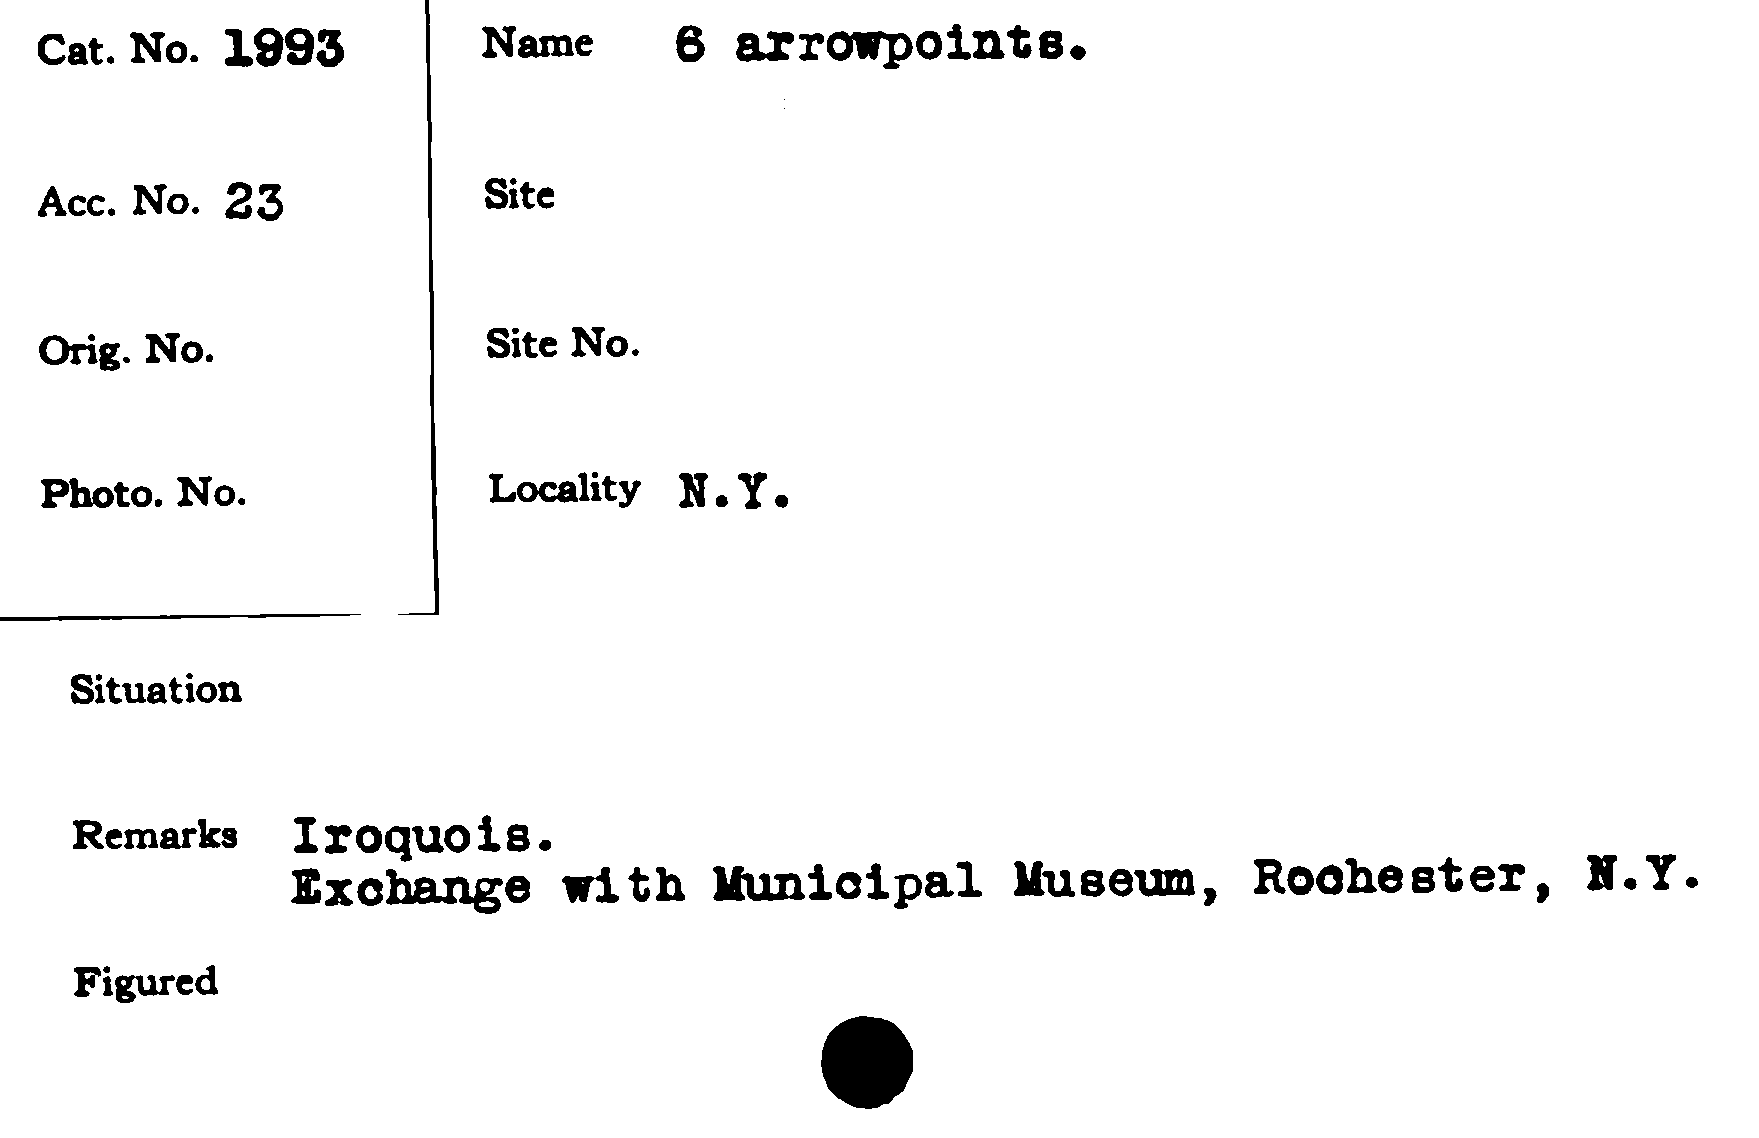 Cat. No. 1993
Acc. No. 23
Orig. No.
Photo. No.
Name 6 arrowpoints.
Site
Site No.
Locality N.Y.
Situation
Remarks Iroquois.
Exchange with Municipal Museum, Rochester, N.Y.
Figured